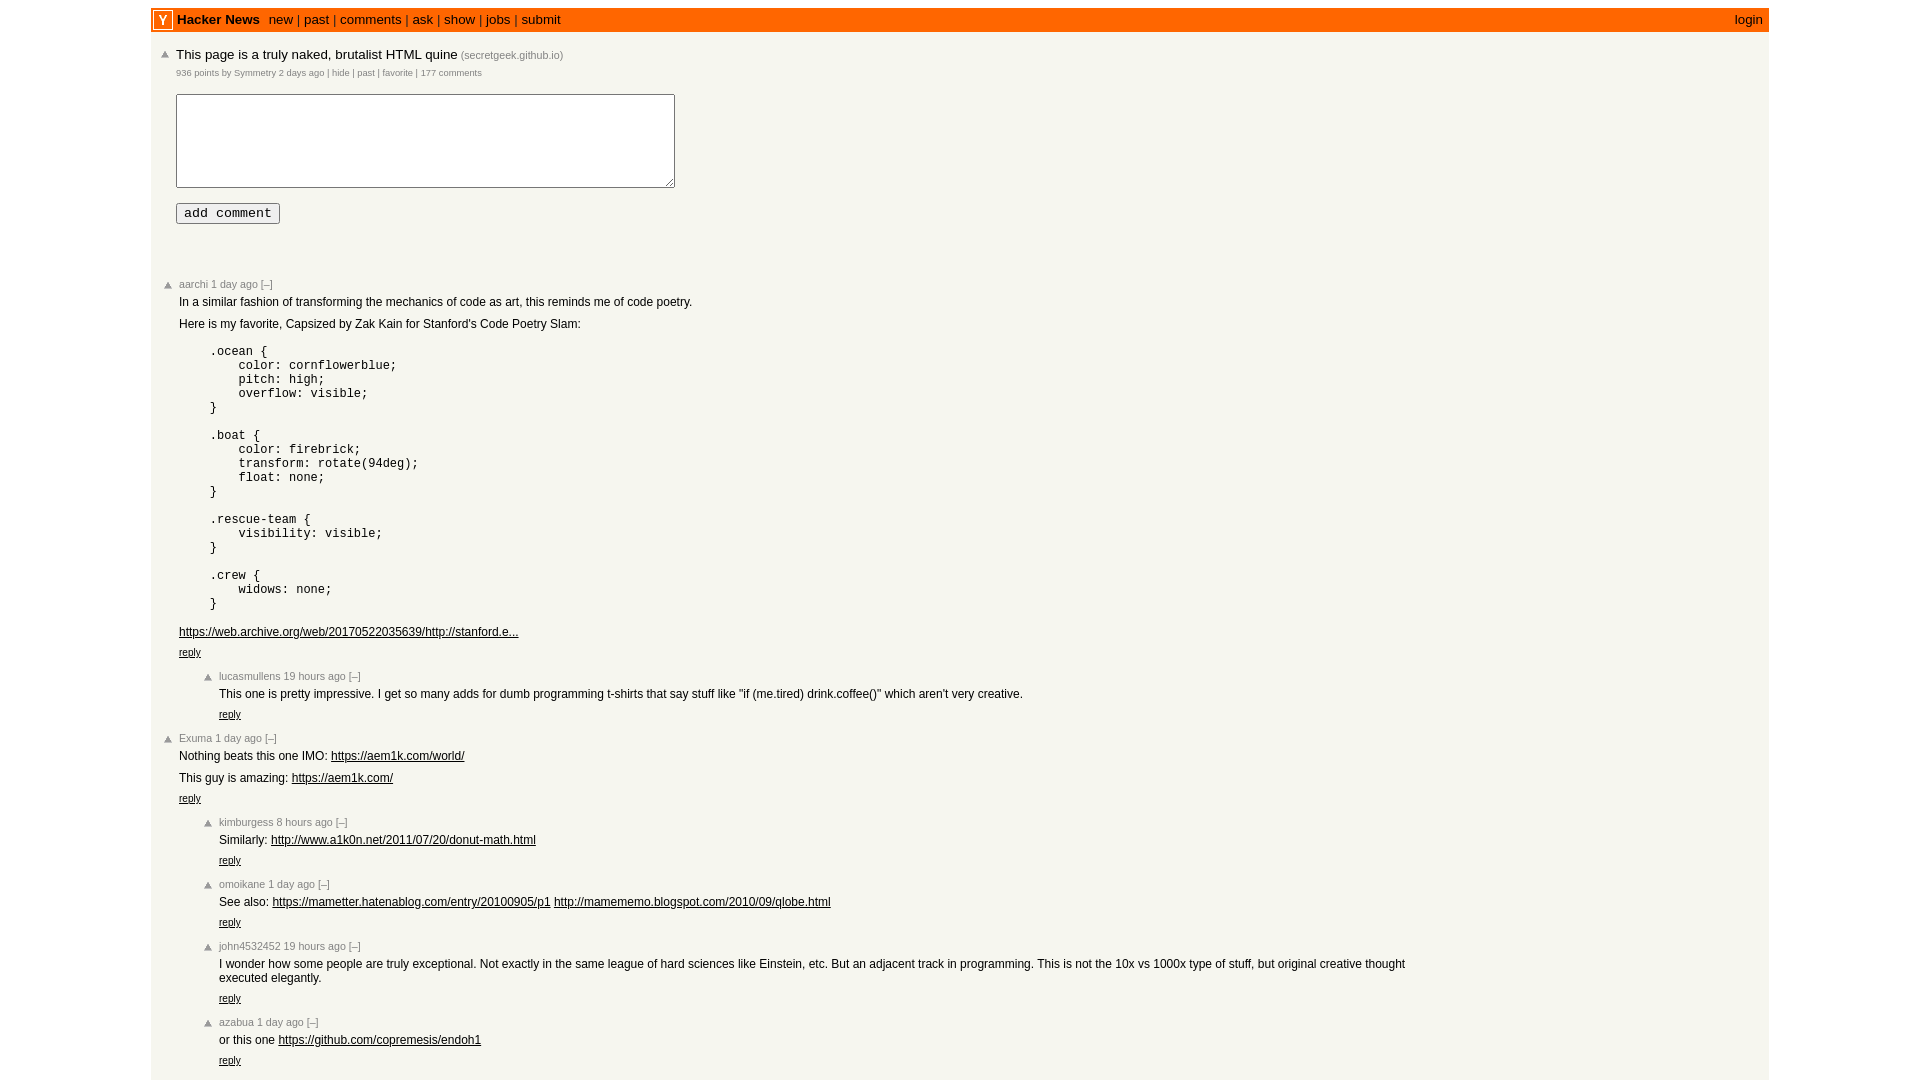 Y Hacker News new | past | comments | ask | show | jobs | submit login
This page is a truly naked, brutalist HTML quine (secretgeek.github.io)
936 points by Symmetry 2 days ago | hide | past | favorite | 177 comments
add comment
aarchi 1 day ago [–]
In a similar fashion of transforming the mechanics of code as art, this reminds me of code poetry.
Here is my favorite, Capsized by Zak Kain for Stanford's Code Poetry Slam:
.ocean {
    color: cornflowerblue;
    pitch: high;
    overflow: visible;
}
.boat {
    color: firebrick;
    transform: rotate(94deg);
    float: none;
}
.rescue-team {
    visibility: visible;
}
.crew {
    widows: none;
}
https://web.archive.org/web/20170522035639/http://stanford.e...
reply
lucasmullens 19 hours ago [–]
This one is pretty impressive. I get so many adds for dumb programming t-shirts that say stuff like "if (me.tired) drink.coffee()" which aren't very creative.
reply
Exuma 1 day ago [–]
Nothing beats this one IMO: https://aem1k.com/world/
This guy is amazing: https://aem1k.com/
reply
kimburgess 8 hours ago [–]
Similarly: http://www.a1k0n.net/2011/07/20/donut-math.html
reply
omoikane 1 day ago [–]
See also: https://mametter.hatenablog.com/entry/20100905/p1 http://mamememo.blogspot.com/2010/09/qlobe.html
reply
john4532452 19 hours ago [–]
I wonder how some people are truly exceptional. Not exactly in the same league of hard sciences like Einstein, etc. But an adjacent track in programming. This is not the 10x vs 1000x type of stuff, but original creative thought
executed elegantly.
reply
azabua 1 day ago [–]
or this one https://github.com/copremesis/endoh1
reply